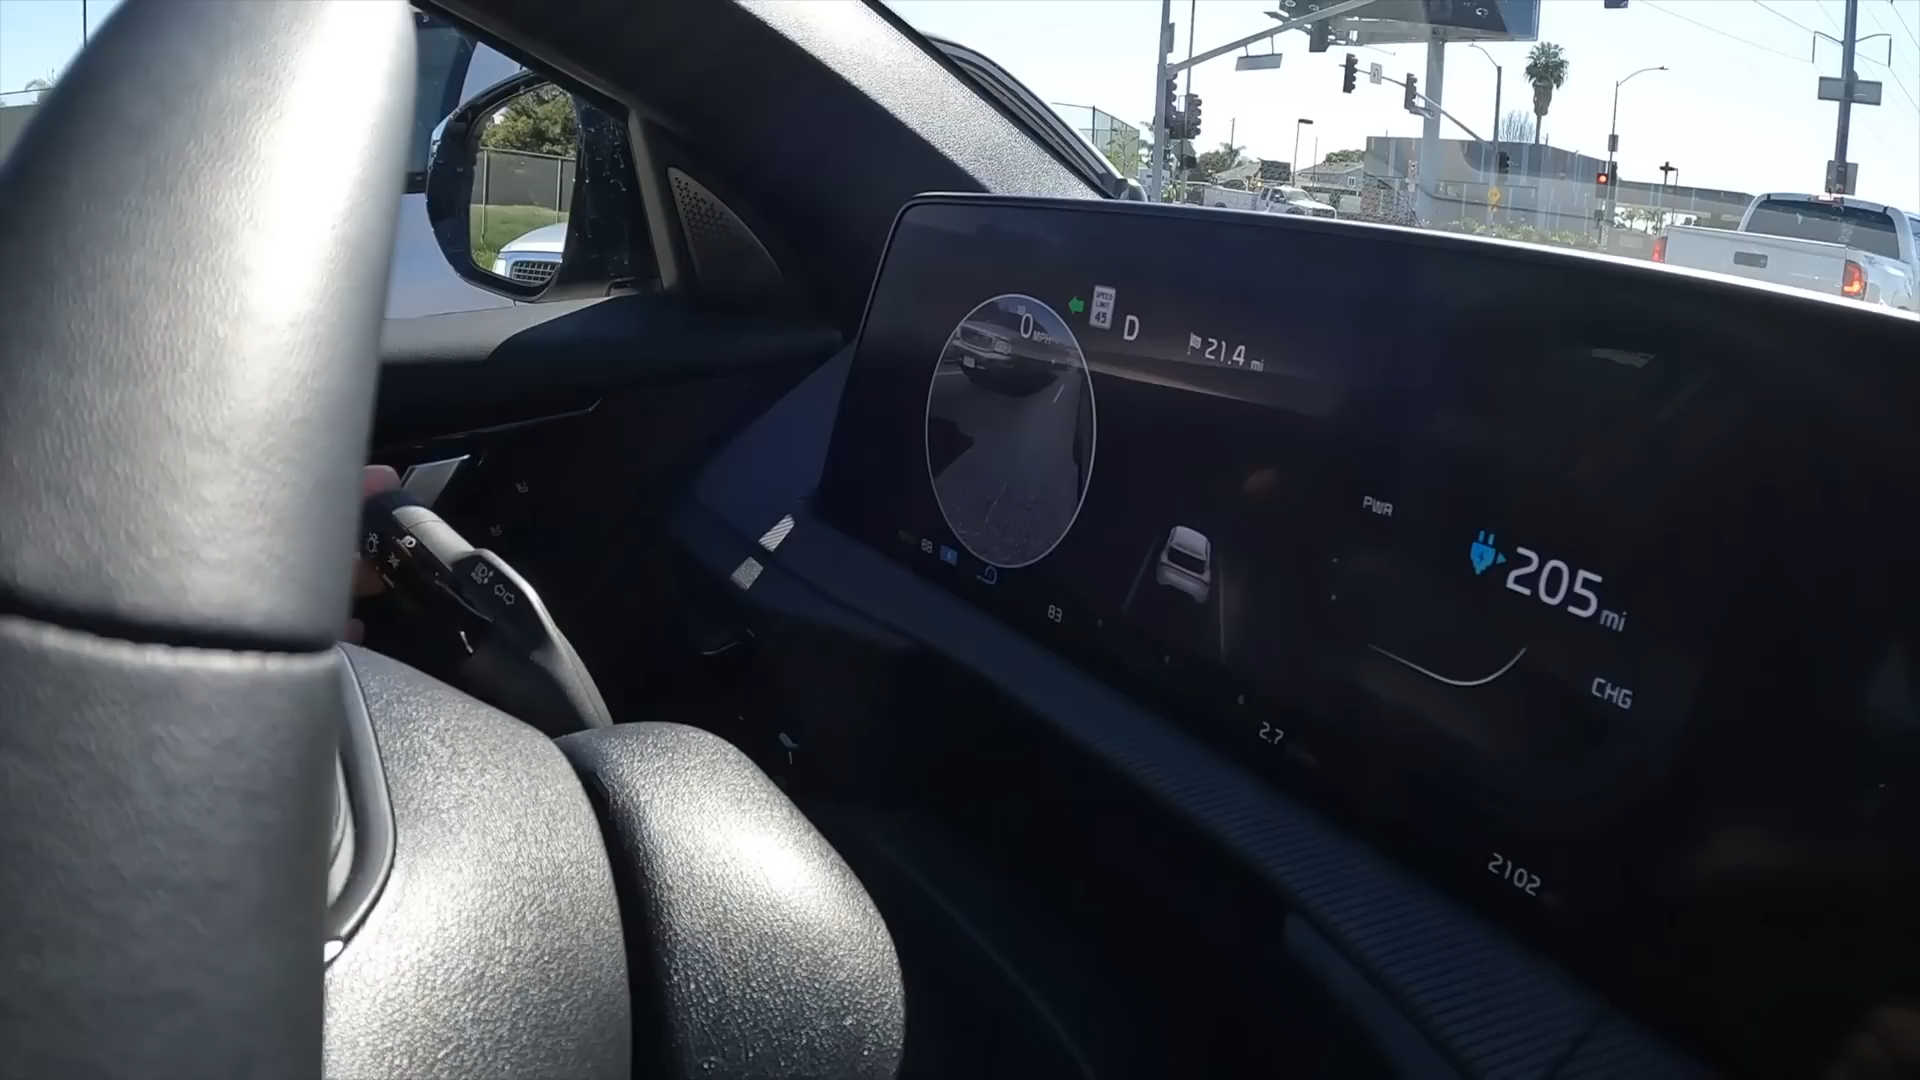 0 MPH
SPEED
LIMIT
45
D
21.4 mi
PWR
205 mi
88
83
CHG
2.7
2102